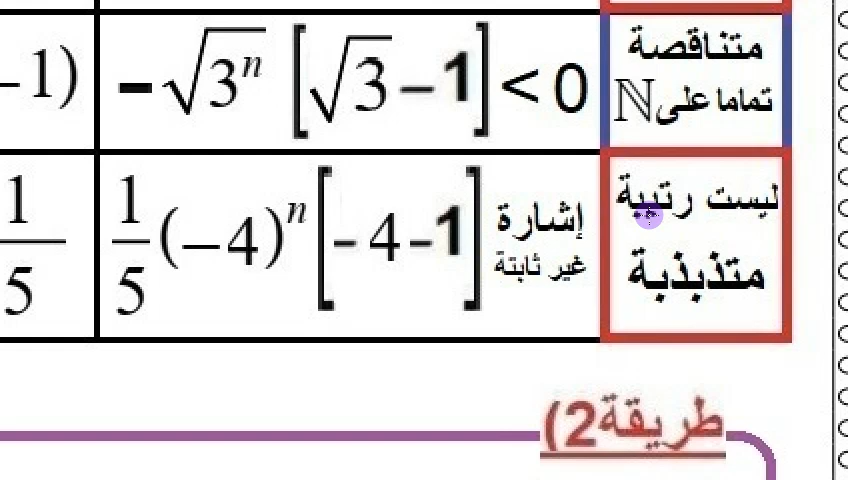 -1) -√3ⁿ [√3-1] < 0 متناقصة
تماما على ℕ
1/5 1/5(-4)ⁿ [-4-1] إشارة
غير ثابتة
ليست رتيبة
متذبذبة
طريقة2)